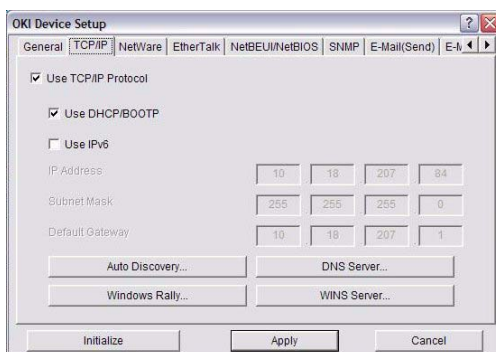 OKI Device Setup
General TCP/IP NetWare EtherTalk NetBEUI/NetBIOS SNMP E-Mail(Send) E-M
Use TCP/IP Protocol
Use DHCP/BOOTP
Use IPv6
IP Address 10 18 207 84
Subnet Mask 255 255 255 0
Default Gateway 10 18 207 1
Auto Discovery... DNS Server...
Windows Rally... WINS Server...
Initialize Apply Cancel